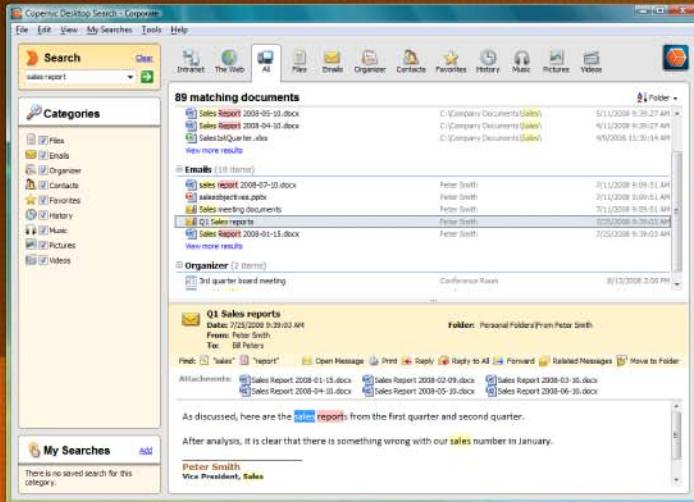 Copernic Desktop Search - Corporate
File Edit View My Searches Tools Help
Search Clear
sales report
Intranet The Web All Files Emails Organizer Contacts Favorites History Music Pictures Videos
Categories
Files
Emails
Organizer
Contacts
Favorites
History
Music
Pictures
Videos
My Searches Add
There is no saved search for this
category.
89 matching documents Folder
Sales Report 2008-05-10.docx C:\Company Documents\Sales\ 5/11/2008 9:39:27 AM
Sales Report 2008-04-10.docx C:\Company Documents\Sales\ 4/11/2008 9:39:27 AM
Sales1stQuarter.xlsx C:\Company Documents\Sales\
View more results
Emails (18 items)
sales report 2008-07-10.docx Peter Smith 7/11/2008 9:09:51 AM
salesobjectives.pptx Peter Smith 7/11/2008 9:09:51 AM
Sales meeting documents Peter Smith 7/11/2008 9:09:51 AM
Q1 Sales reports Peter Smith 7/25/2008 9:39:03 AM
Sales Report 2008-01-15.docx Peter Smith 7/25/2008 9:39:03 AM
View more results
Organizer (2 items)
3rd quarter board meeting Conference Room 8/13/2008 3:00 PM
Q1 Sales reports
Date: 7/25/2008 9:39:03 AM Folder: Personal Folders|From Peter Smith
From: Peter Smith
To: Bill Peters
Find: "sales" "report" Open Message Print Reply Reply to All Forward Related Messages Move to Folder
Attachments: Sales Report 2008-01-15.docx Sales Report 2008-02-09.docx Sales Report 2008-03-10.docx
Sales Report 2008-04-10.docx Sales Report 2008-05-10.docx Sales Report 2008-06-10.docx
As discussed, here are the sales reports from the first quarter and second quarter.
After analysis, it is clear that there is something wrong with our sales number in January.
Peter Smith
Vice President, Sales